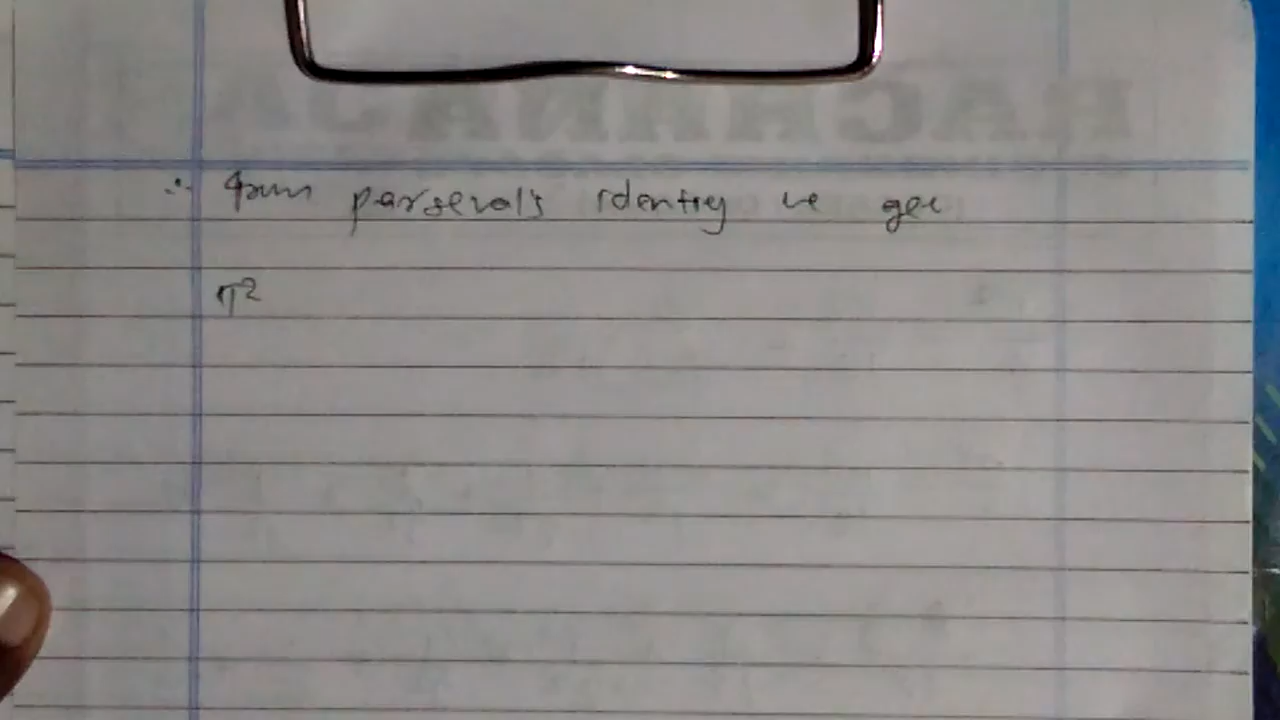 ∴ from parseval's identity we get
π²